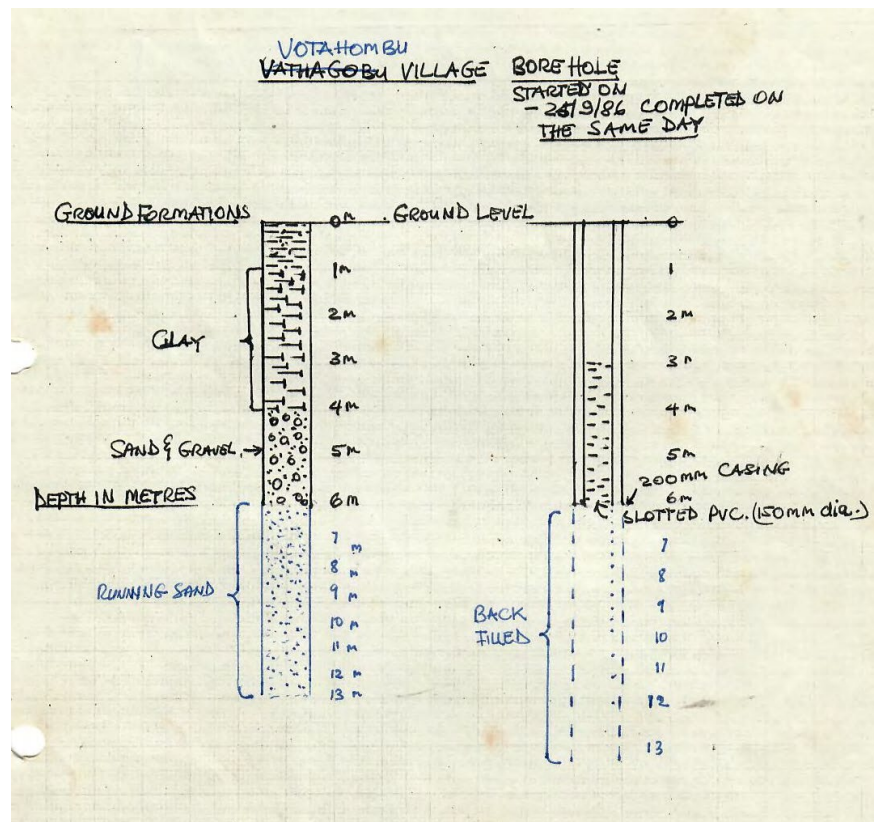 VOTAHOMBU
VATHAGOBU VILLAGE BOREHOLE
STARTED ON
- 25/9/86 COMPLETED ON
THE SAME DAY
GROUND FORMATIONS 0m GROUND LEVEL 0
1m
2m
CLAY
3m
4m
SAND & GRAVEL 5m
DEPTH IN METRES 6m
7 m
8 m
RUNNING SAND 9 m
10 m
11 m
12 m
13 m
1
2m
3m
4m
5m
200mm CASING
6m
SLOTTED PVC. (150mm dia.)
7
8
9
BACK
FILLED
10
11
12
13